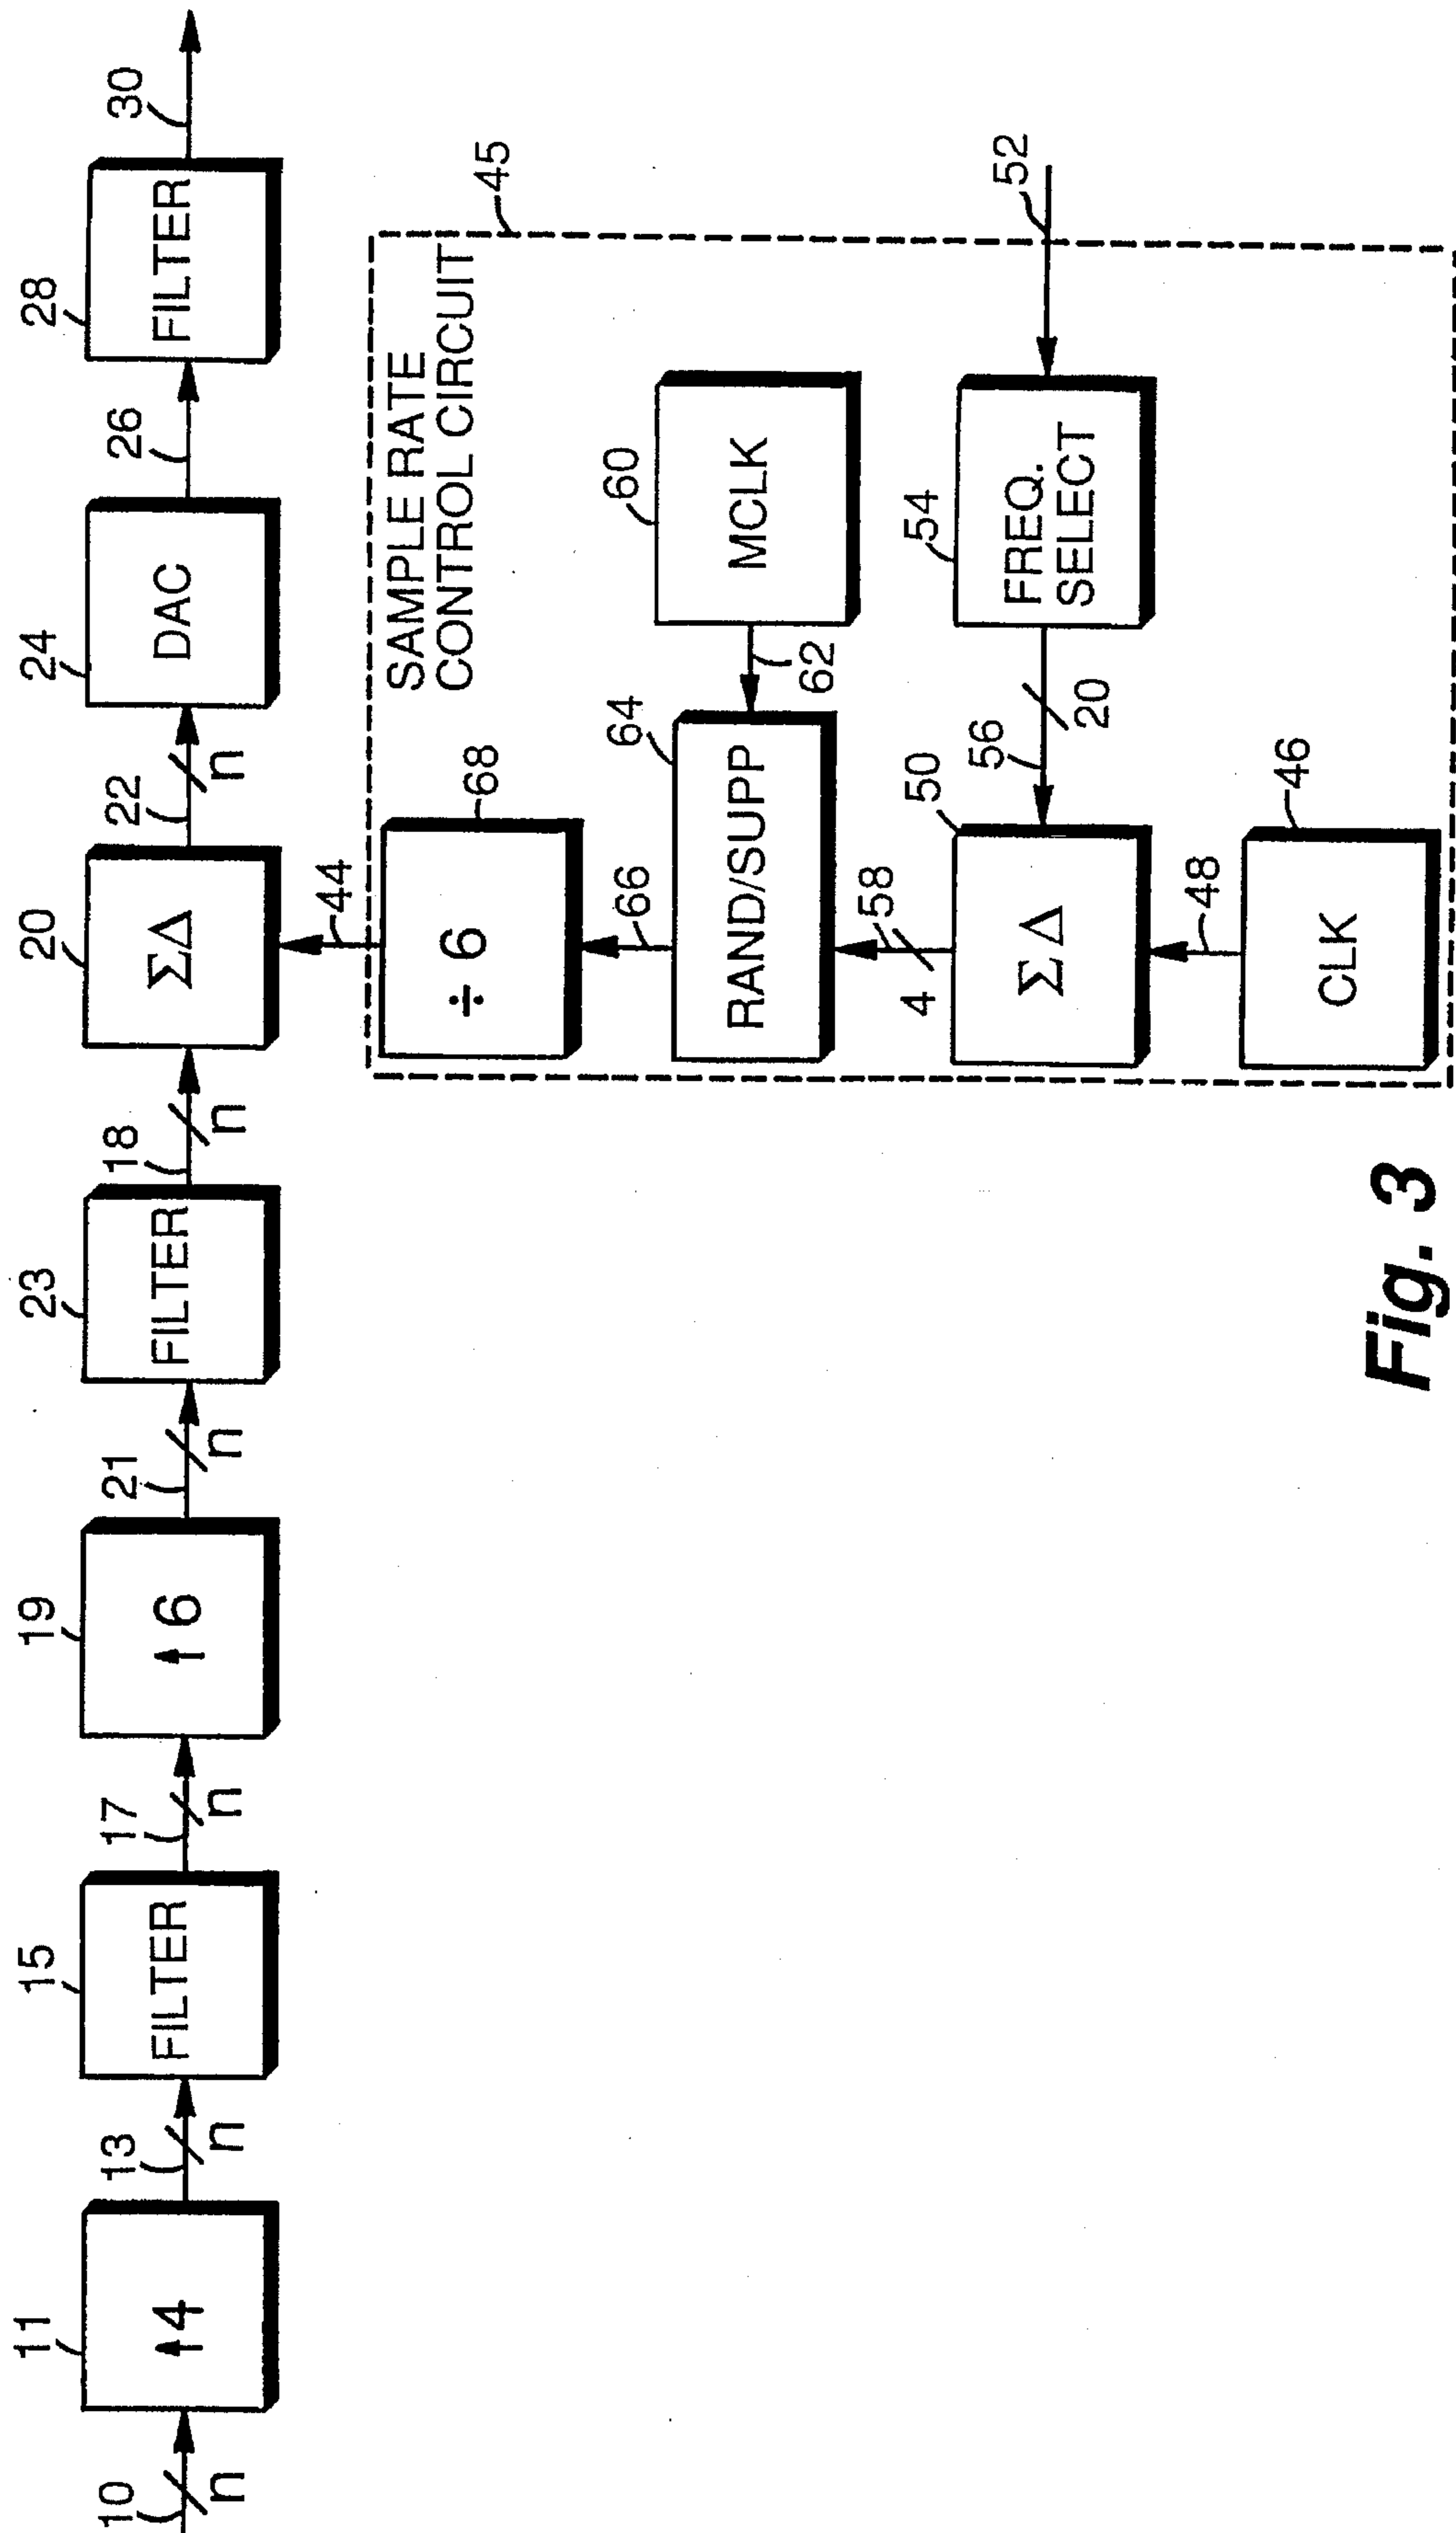 10
n
11
↑4
13
n
15
FILTER
17
n
19
↑6
21
n
23
FILTER
18
n
20
ΣΔ
22
n
24
DAC
26
28
FILTER
30
44
SAMPLE RATE
CONTROL CIRCUIT
45
÷ 6
68
66
RAND/SUPP
64
62
MCLK
60
4
58
ΣΔ
50
56
20
FREQ.
SELECT
54
52
48
CLK
46
Fig. 3